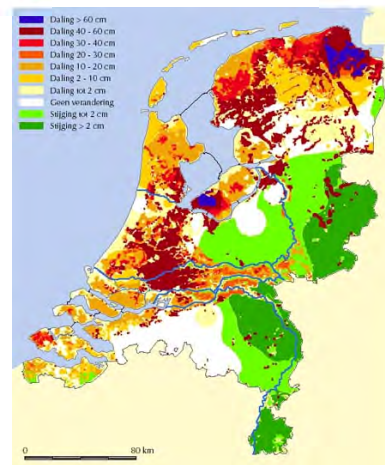 Daling > 60 cm
Daling 40 - 60 cm
Daling 30 - 40 cm
Daling 20 - 30 cm
Daling 10 - 20 cm
Daling 2 - 10 cm
Daling tot 2 cm
Geen verandering
Stijging tot 2 cm
Stijging > 2 cm
0 80 km